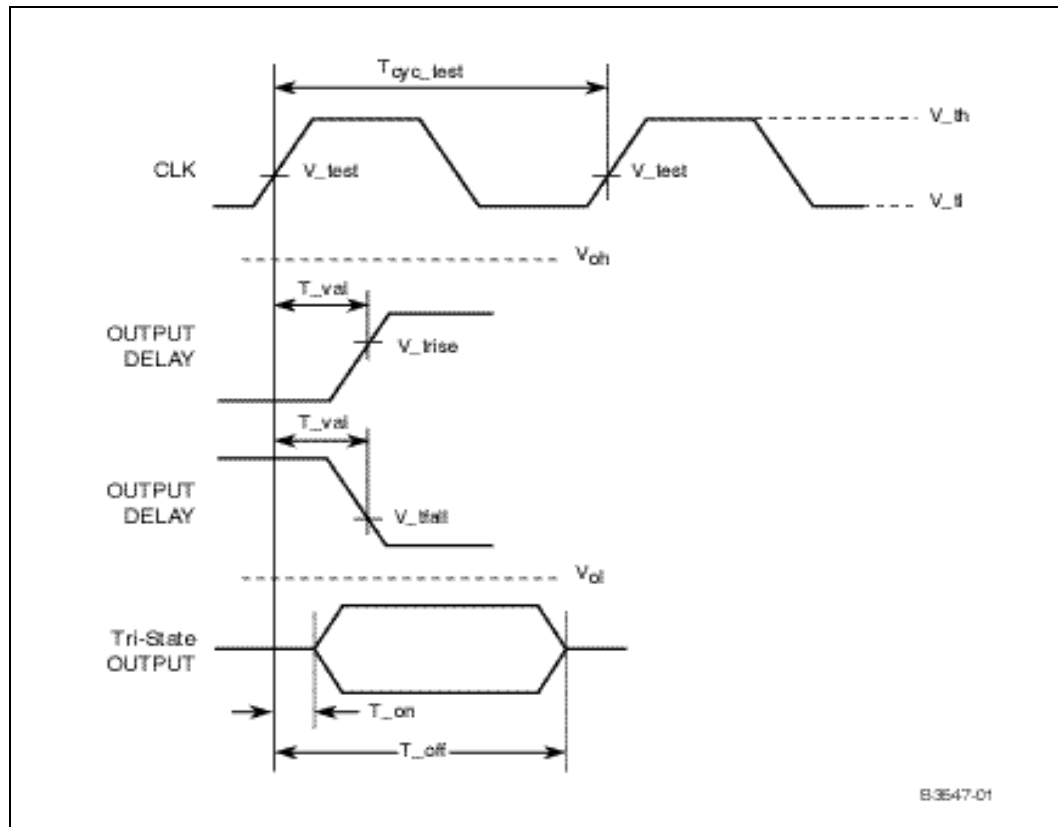 Tcyc_test
V_th
CLK
V_test
V_test
V_tl
Voh
T_val
OUTPUT
DELAY
V_trise
T_val
OUTPUT
DELAY
V_tfall
Vol
Tri-State
OUTPUT
T_on
T_off
B3547-01